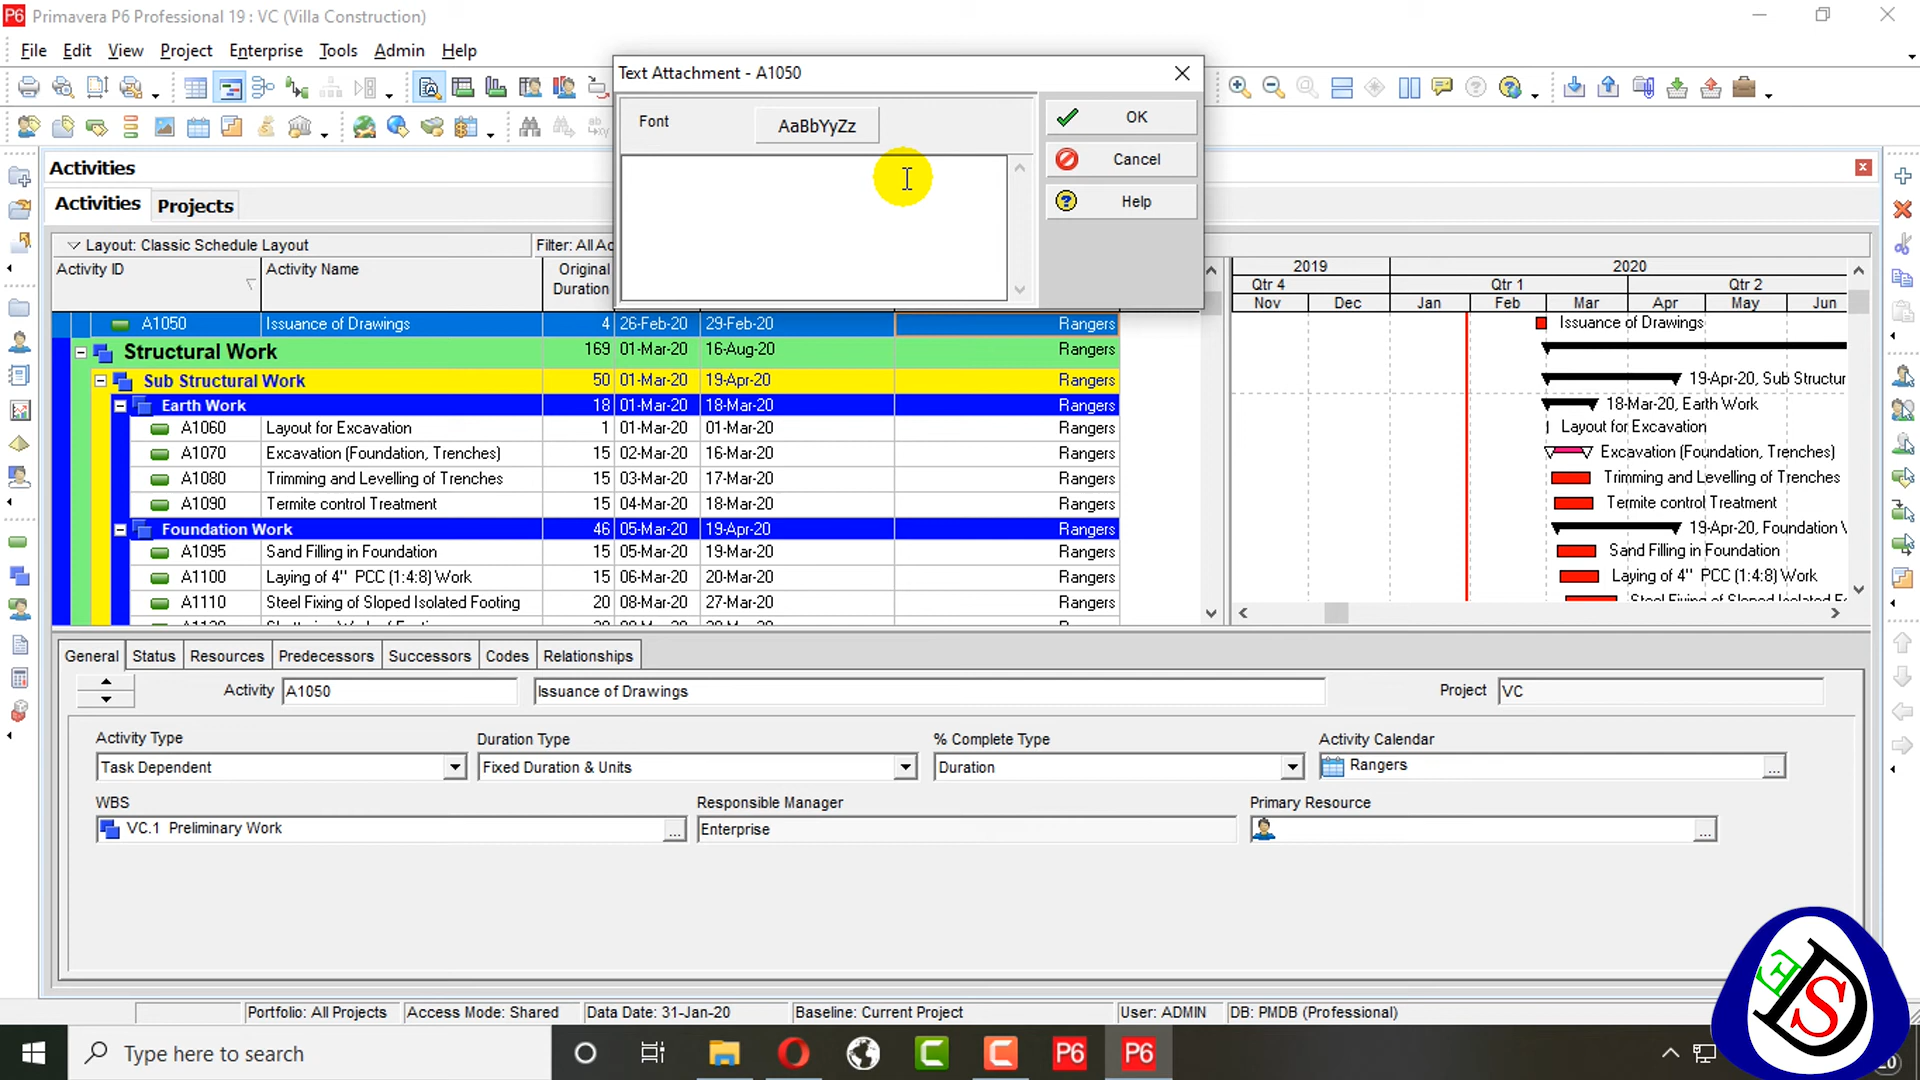 P6 Primavera P6 Professional 19 : VC (Villa Construction)
File Edit View Project Enterprise Tools Admin Help
Text Attachment - A1050
Font AaBbYyZz
OK
Cancel
Help
Activities
Activities Projects
Layout: Classic Schedule Layout Filter: All Ac
Activity ID Activity Name Original Duration
2019 2020
Qtr 4 Qtr 1 Qtr 2
Nov Dec Jan Feb Mar Apr May Jun
A1050 Issuance of Drawings 4 26-Feb-20 29-Feb-20 Rangers Issuance of Drawings
Structural Work 169 01-Mar-20 16-Aug-20 Rangers
Sub Structural Work 50 01-Mar-20 19-Apr-20 Rangers 19-Apr-20, Sub Structur
Earth Work 18 01-Mar-20 18-Mar-20 Rangers 18-Mar-20, Earth Work
A1060 Layout for Excavation 1 01-Mar-20 01-Mar-20 Rangers Layout for Excavation
A1070 Excavation (Foundation, Trenches) 15 02-Mar-20 16-Mar-20 Rangers Excavation (Foundation, Trenches)
A1080 Trimming and Levelling of Trenches 15 03-Mar-20 17-Mar-20 Rangers Trimming and Levelling of Trenches
A1090 Termite control Treatment 15 04-Mar-20 18-Mar-20 Rangers Termite control Treatment
Foundation Work 46 05-Mar-20 19-Apr-20 Rangers 19-Apr-20, Foundation
A1095 Sand Filling in Foundation 15 05-Mar-20 19-Mar-20 Rangers Sand Filling in Foundation
A1100 Laying of 4" PCC (1:4:8) Work 15 06-Mar-20 20-Mar-20 Rangers Laying of 4" PCC (1:4:8) Work
A1110 Steel Fixing of Sloped Isolated Footing 20 08-Mar-20 27-Mar-20 Rangers Steel Fixing of Sloped Isolated F
General Status Resources Predecessors Successors Codes Relationships
Activity A1050 Issuance of Drawings Project VC
Activity Type Duration Type % Complete Type Activity Calendar
Task Dependent Fixed Duration & Units Duration Rangers
WBS Responsible Manager Primary Resource
VC.1 Preliminary Work Enterprise
Portfolio: All Projects Access Mode: Shared Data Date: 31-Jan-20 Baseline: Current Project User: ADMIN DB: PMDB (Professional)
Type here to search P6 P6
E D S